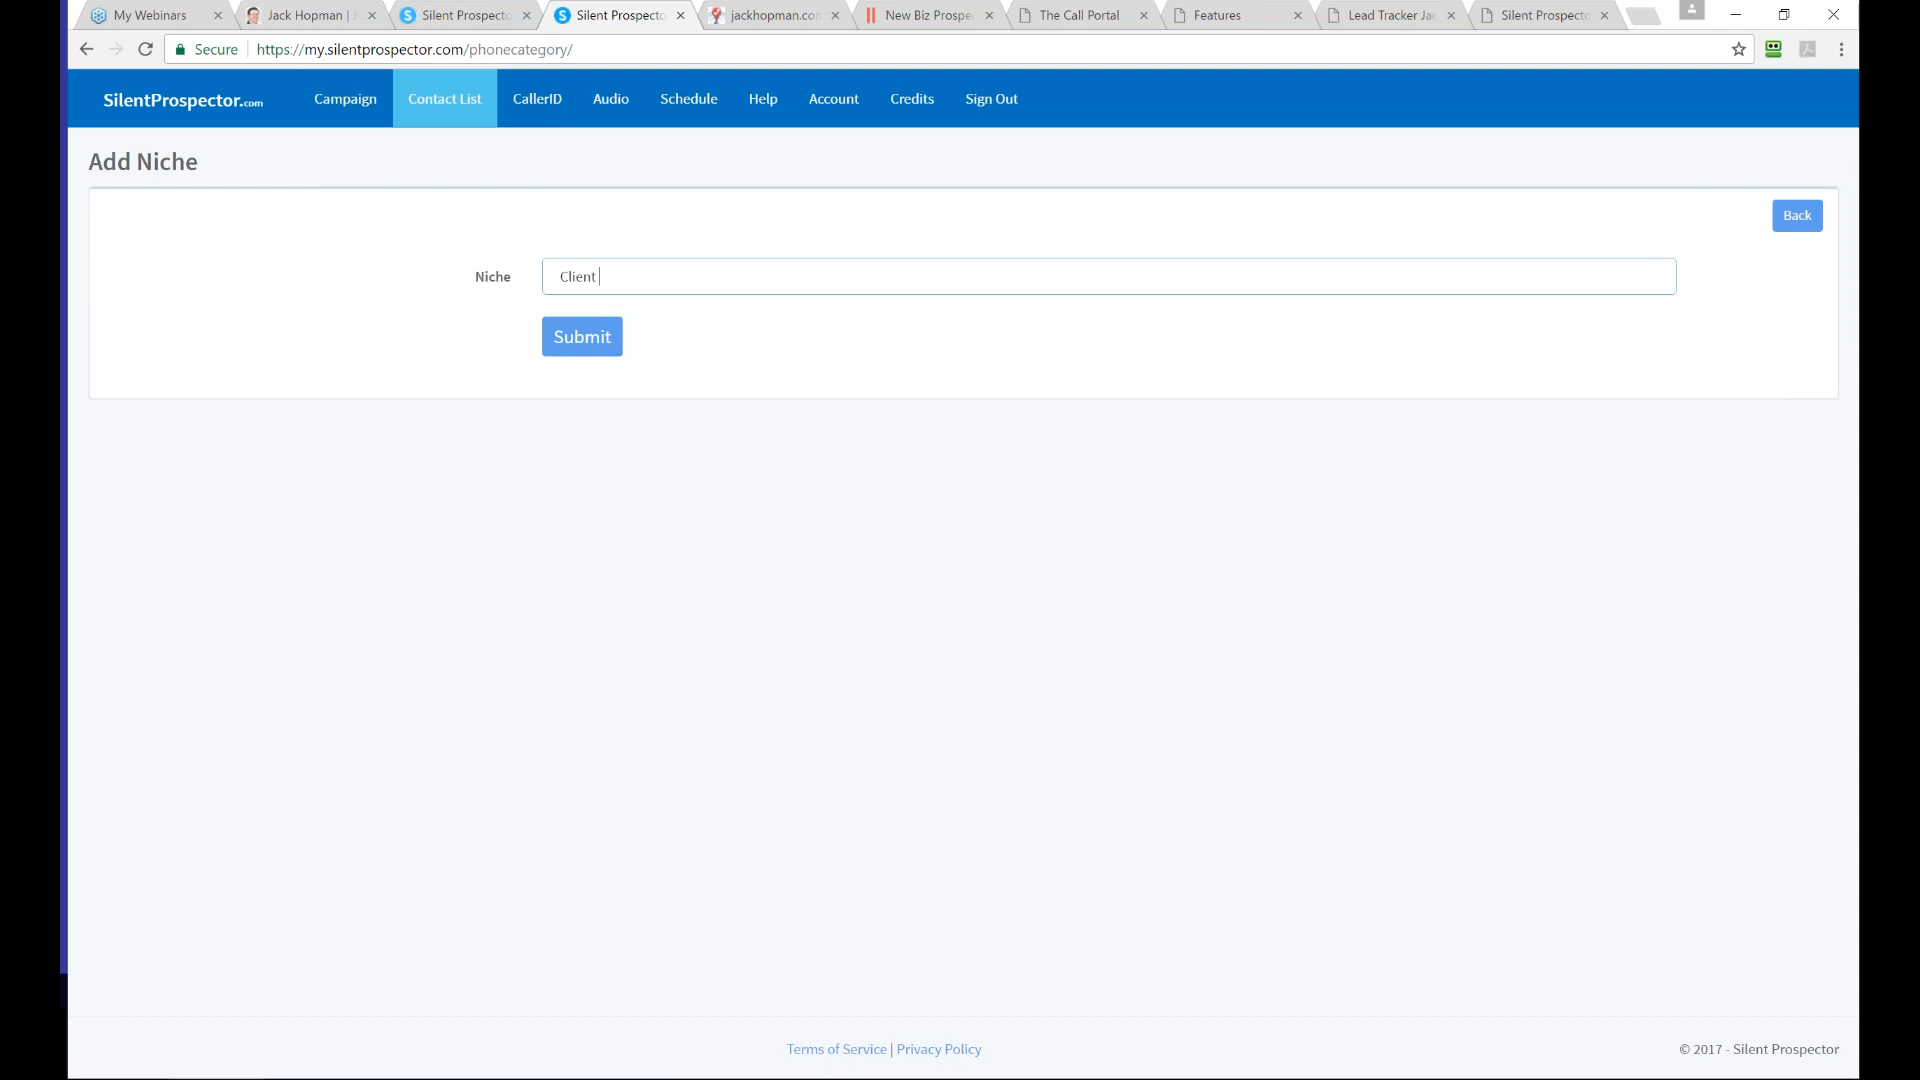 My Webinars
Jack Hopman |
Silent Prospecto
Silent Prospecto
jackhopman.com
New Biz Prospe
The Call Portal
Features
Lead Tracker Jac
Silent Prospecto
Secure
https://my.silentprospector.com/phonecategory/
SilentProspector.com
Campaign
Contact List
CallerID
Audio
Schedule
Help
Account
Credits
Sign Out
Add Niche
Back
Niche
Client
Submit
Terms of Service | Privacy Policy
© 2017 - Silent Prospector